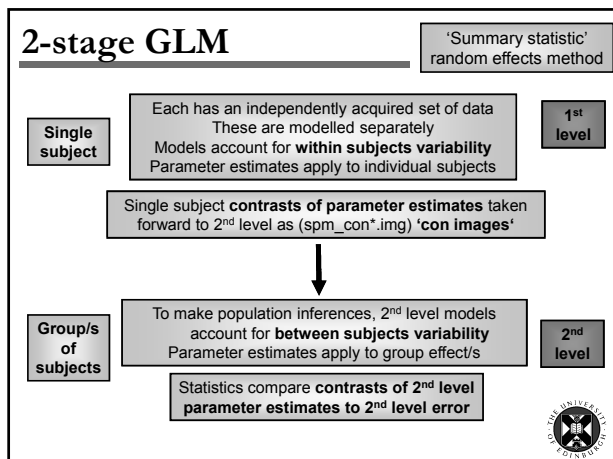 2-stage GLM
'Summary statistic'
random effects method
Each has an independently acquired set of data
These are modelled separately
Models account for within subjects variability
Parameter estimates apply to individual subjects
Single
subject
1st
level
Single subject contrasts of parameter estimates taken
forward to 2nd level as (spm_con*.img) 'con images'
To make population inferences, 2nd level models
account for between subjects variability
Parameter estimates apply to group effect/s
Group/s
of
subjects
2nd
level
Statistics compare contrasts of 2nd level
parameter estimates to 2nd level error
THE UNIVERSITY
OF EDINBURGH